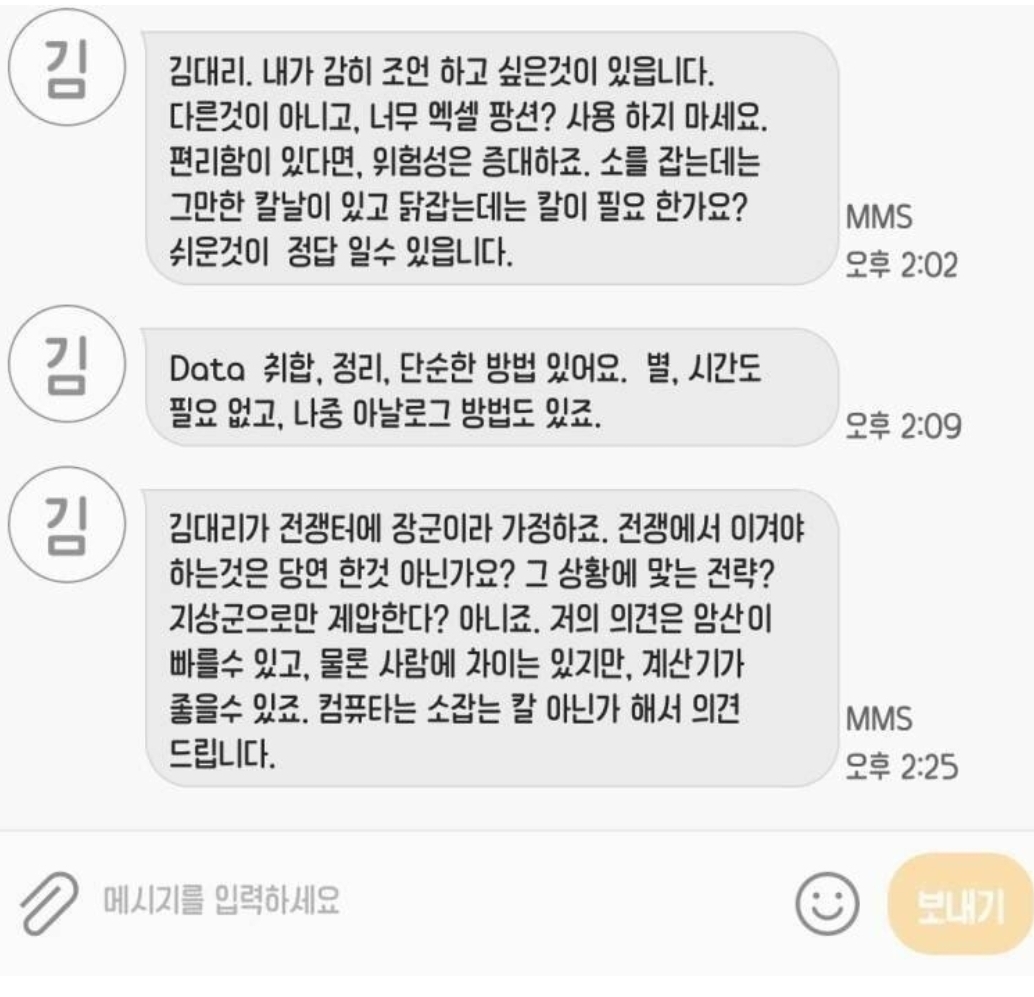 김
김대리. 내가 감히 조언 하고 싶은것이 있읍니다.
다른것이 아니고, 너무 엑셀 팡션? 사용 하지 마세요.
편리함이 있다면, 위험성은 증대하죠. 소를 잡는데는
그만한 칼날이 있고 닭잡는데는 칼이 필요 한가요?
쉬운것이 정답 일수 있읍니다.
MMS
오후 2:02
김
Data 취합, 정리, 단순한 방법 있어요. 별, 시간도
필요 없고, 나중 아날로그 방법도 있죠.
오후 2:09
김
김대리가 전쟁터에 장군이라 가정하죠. 전쟁에서 이겨야
하는것은 당연 한것 아닌가요? 그 상황에 맞는 전략?
지상군으로만 제압한다? 아니죠. 저의 의견은 암산이
빠를수 있고, 물론 사람에 차이는 있지만, 계산기가
좋을수 있죠. 컴퓨타는 소잡는 칼 아닌가 해서 의견
드립니다.
MMS
오후 2:25
메시지를 입력하세요
보내기